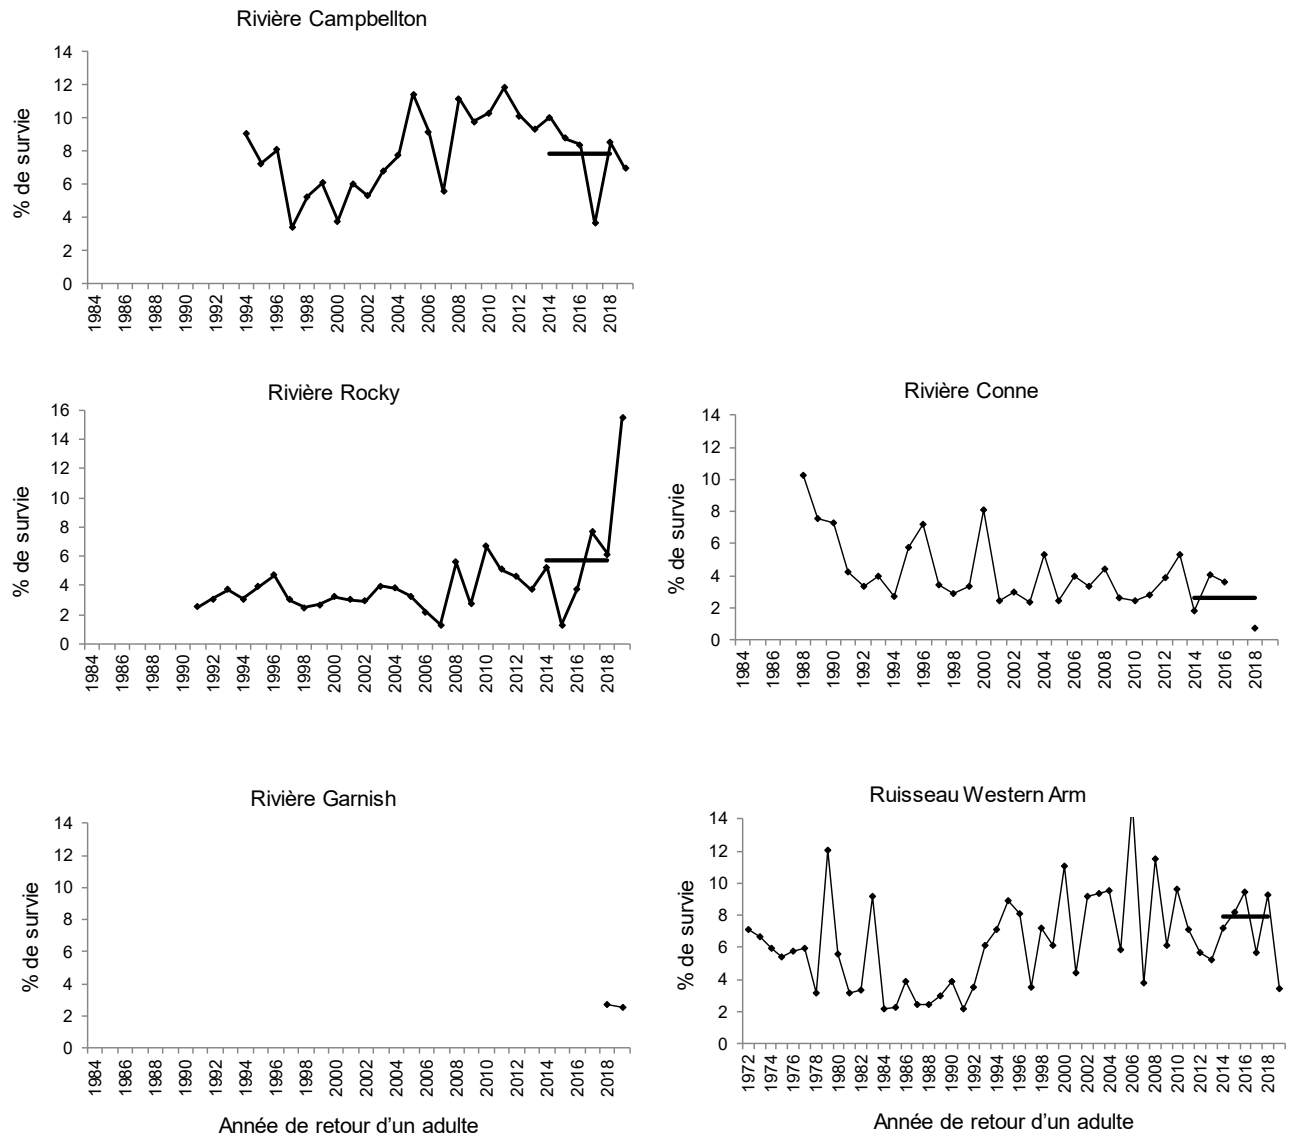 Rivière Campbellton
% de survie
14
12
10
8
6
4
2
0
1984 1986 1988 1990 1992 1994 1996 1998 2000 2002 2004 2006 2008 2010 2012 2014 2016 2018
Rivière Rocky
% de survie
16
14
12
10
8
6
4
2
0
1984 1986 1988 1990 1992 1994 1996 1998 2000 2002 2004 2006 2008 2010 2012 2014 2016 2018
Rivière Conne
% de survie
14
12
10
8
6
4
2
0
1984 1986 1988 1990 1992 1994 1996 1998 2000 2002 2004 2006 2008 2010 2012 2014 2016 2018
Rivière Garnish
% de survie
14
12
10
8
6
4
2
0
1984 1986 1988 1990 1992 1994 1996 1998 2000 2002 2004 2006 2008 2010 2012 2014 2016 2018
Année de retour d'un adulte
Ruisseau Western Arm
% de survie
14
12
10
8
6
4
2
0
1972 1974 1976 1978 1980 1982 1984 1986 1988 1990 1992 1994 1996 1998 2000 2002 2004 2006 2008 2010 2012 2014 2016 2018
Année de retour d'un adulte